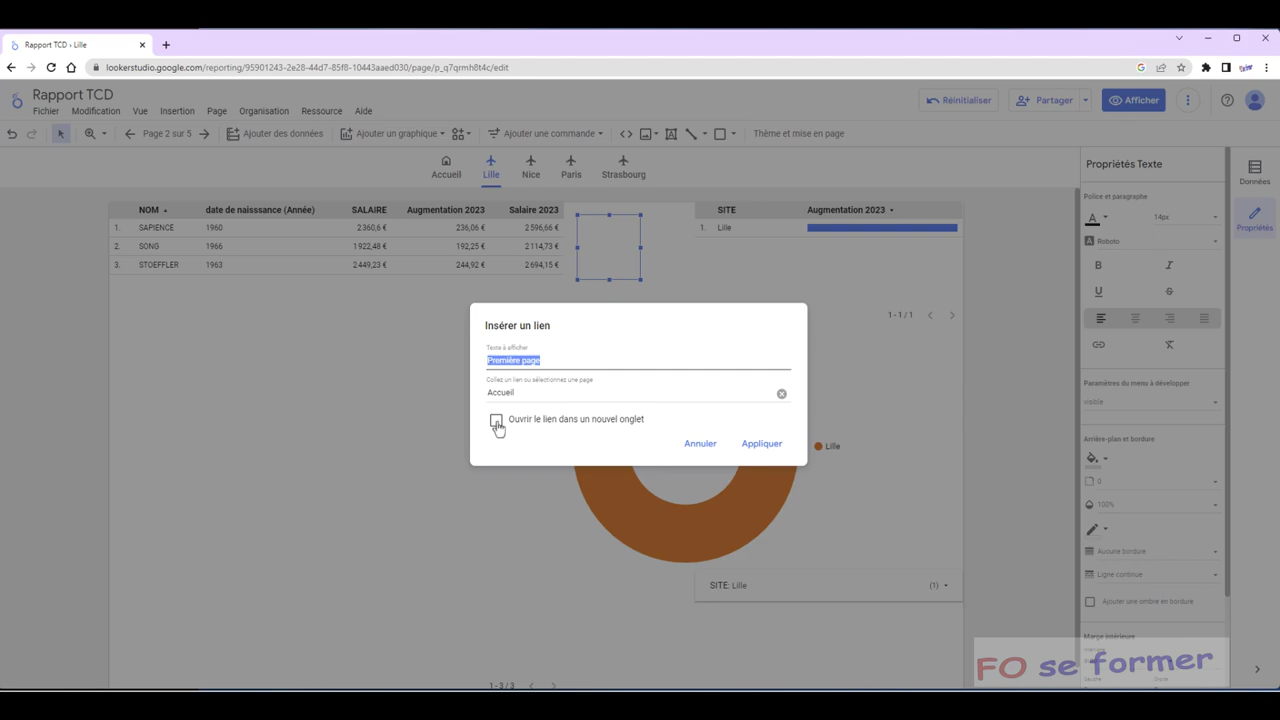 Rapport TCD › Lille
lookerstudio.google.com/reporting/95901243-2e28-44d7-85f8-10443aaed030/page/p_q7qrmh8t4c/edit
Rapport TCD
Fichier Modification Vue Insertion Page Organisation Ressource Aide
Réinitialiser Partager Afficher
Page 2 sur 5 Ajouter des données Ajouter un graphique Ajouter une commande Thème et mise en page
Accueil Lille Nice Paris Strasbourg
NOM date de naisssance (Année) SALAIRE Augmentation 2023 Salaire 2023
1. SAPIENCE 1960 2 360,6 € 236,06 € 2 596,66 €
2. SONG 1966 1 922,48 € 192,25 € 2 114,73 €
3. STOEFFLER 1963 2 449,23 € 244,92 € 2 694,15 €
SITE Augmentation 2023
1. Lille
1 - 1 / 1
Insérer un lien
Texte à afficher
Première page
Collez un lien ou sélectionnez une page
Accueil
Ouvrir le lien dans un nouvel onglet
Annuler Appliquer
Lille
SITE: Lille (1)
1 - 3 / 3
Propriétés Texte
Police et paragraphe
A 14px
Roboto
B I
U S
Paramètres du menu à développer
visible
Arrière-plan et bordure
0
100%
Aucune bordure
Ligne continue
Ajouter une ombre en bordure
Marge intérieure
Données
Propriétés
FO se former